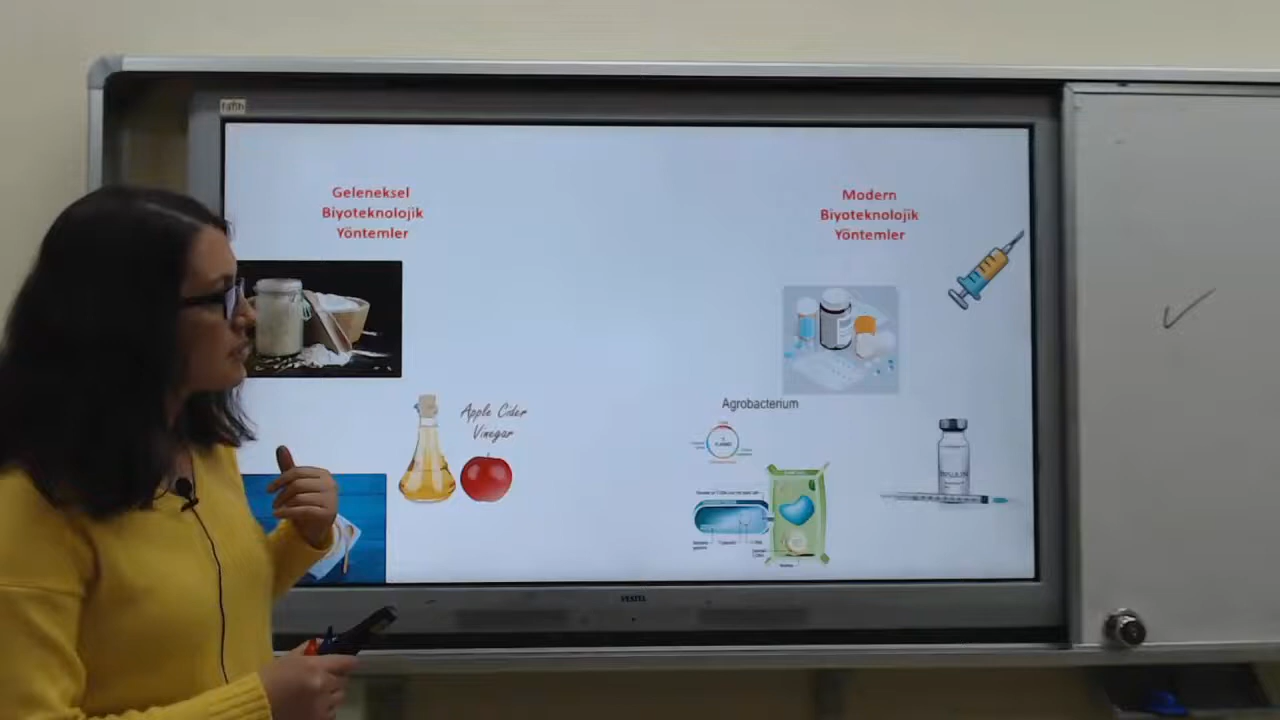 Geleneksel
Biyoteknolojik
Yöntemler
Modern
Biyoteknolojik
Yöntemler
Apple Cider
Vinegar
Agrobacterium
VESTEL